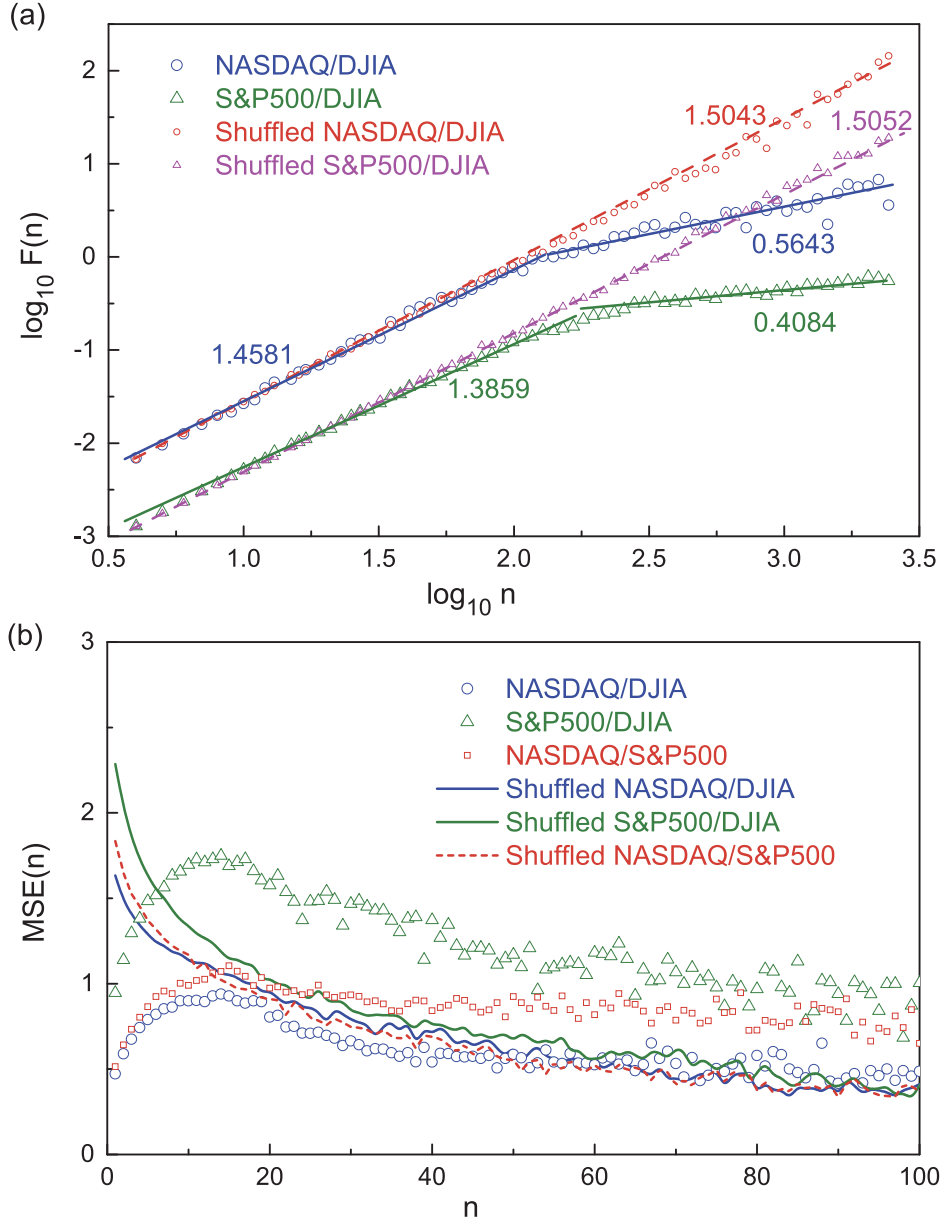 (a)
NASDAQ/DJIA
S&P500/DJIA
Shuffled NASDAQ/DJIA
Shuffled S&P500/DJIA
1.5043
1.5052
0.5643
0.4084
1.4581
1.3859
2
1
0
-1
-2
-3
log10 F(n)
0.5
1.0
1.5
2.0
2.5
3.0
3.5
log10 n
(b)
NASDAQ/DJIA
S&P500/DJIA
NASDAQ/S&P500
Shuffled NASDAQ/DJIA
Shuffled S&P500/DJIA
Shuffled NASDAQ/S&P500
3
2
1
0
MSE(n)
0
20
40
60
80
100
n